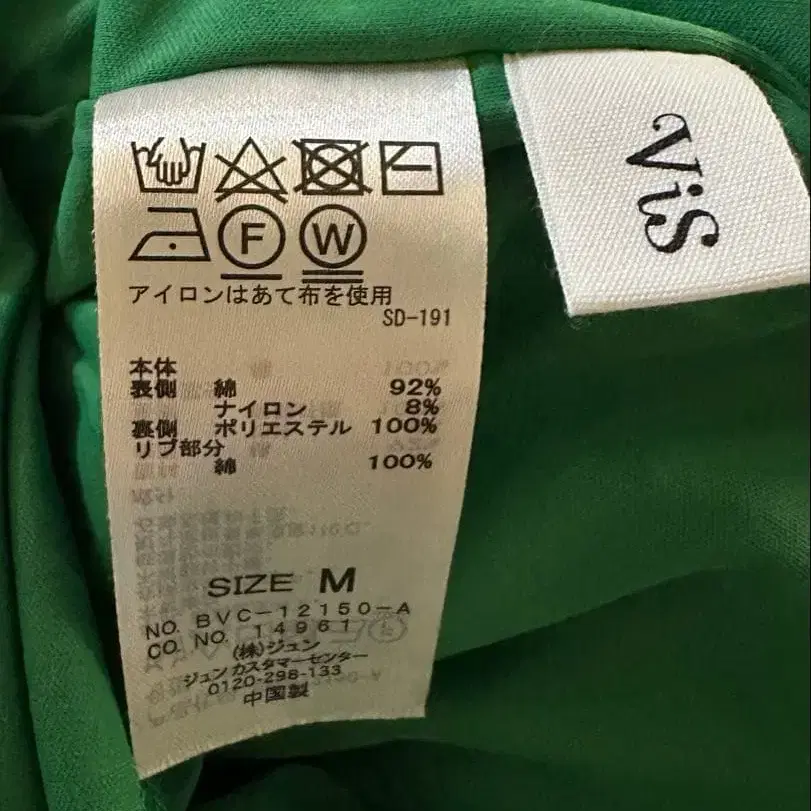 F W
アイロンはあて布を使用
SD-191
本体
表側 綿 92%
ナイロン 8%
裏側 ポリエステル 100%
リブ部分
綿 100%
SIZE M
NO. BVC-12150-A
CO. NO. 14961
(株)ジュン
ジュンカスタマーセンター
0120-298-133
中国製
ViS